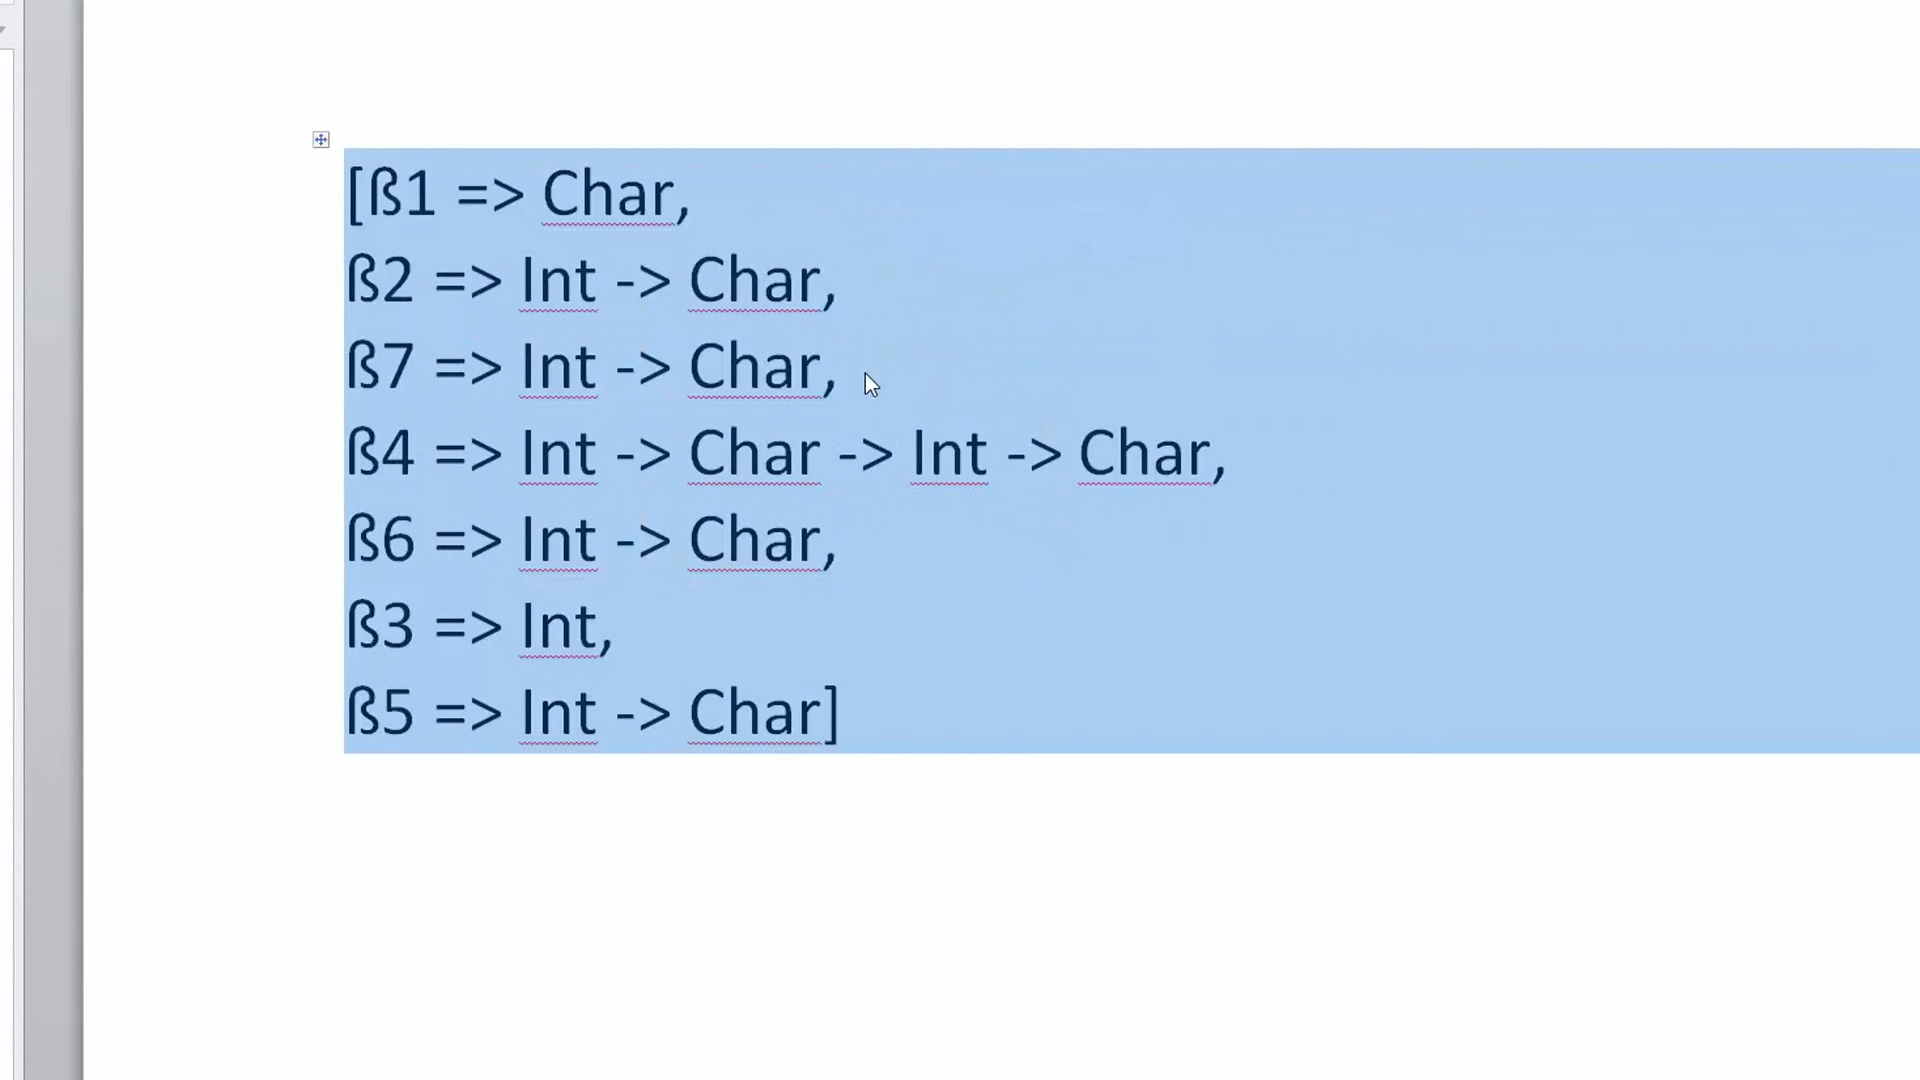 [ß1 => Char,
ß2 => Int -> Char,
ß7 => Int -> Char,
ß4 => Int -> Char -> Int -> Char,
ß6 => Int -> Char,
ß3 => Int,
ß5 => Int -> Char]